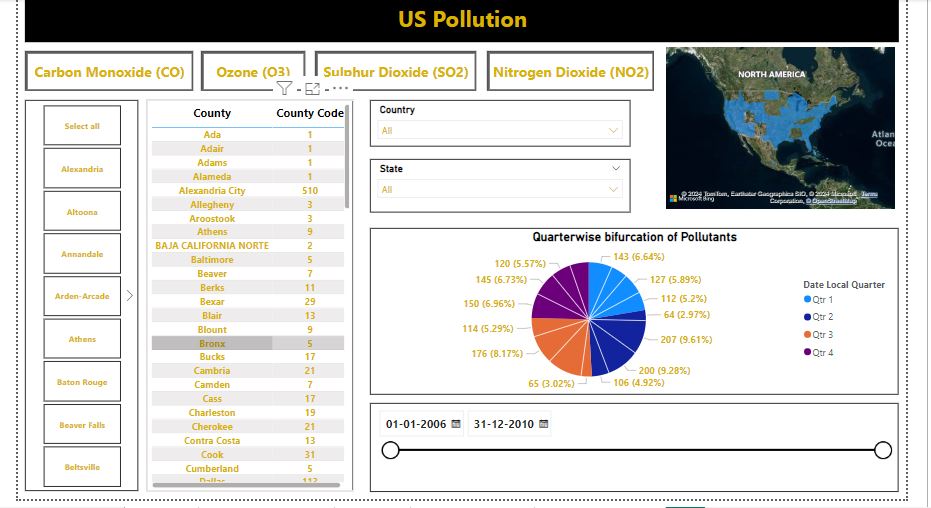 US Pollution
Carbon Monoxide (CO)
Ozone (O3)
Sulphur Dioxide (SO2)
Nitrogen Dioxide (NO2)
NORTH AMERICA
Atlan
Ocea
© 2024 TomTom, Earthstar Geographics SIO, © 2024 Microsoft Terms
Corporation, © OpenStreetMap
Microsoft Bing
Select all
Alexandria
Altoona
Annandale
Arden-Arcade
Athens
Baton Rouge
Beaver Falls
Beltsville
County County Code
Ada 1
Adair 1
Adams 1
Alameda 1
Alexandria City 510
Allegheny 3
Aroostook 3
Athens 9
BAJA CALIFORNIA NORTE 2
Baltimore 5
Beaver 7
Berks 11
Bexar 29
Blair 13
Blount 9
Bronx 5
Bucks 17
Cambria 21
Camden 7
Cass 17
Charleston 19
Cherokee 21
Contra Costa 13
Cook 31
Cumberland 5
Dallas 113
Country
All
State
All
Quarterwise bifurcation of Pollutants
143 (6.64%)
127 (5.89%)
112 (5.2%)
64 (2.97%)
207 (9.61%)
200 (9.28%)
106 (4.92%)
65 (3.02%)
176 (8.17%)
114 (5.29%)
150 (6.96%)
145 (6.73%)
120 (5.57%)
Date Local Quarter
Qtr 1
Qtr 2
Qtr 3
Qtr 4
01-01-2006
31-12-2010